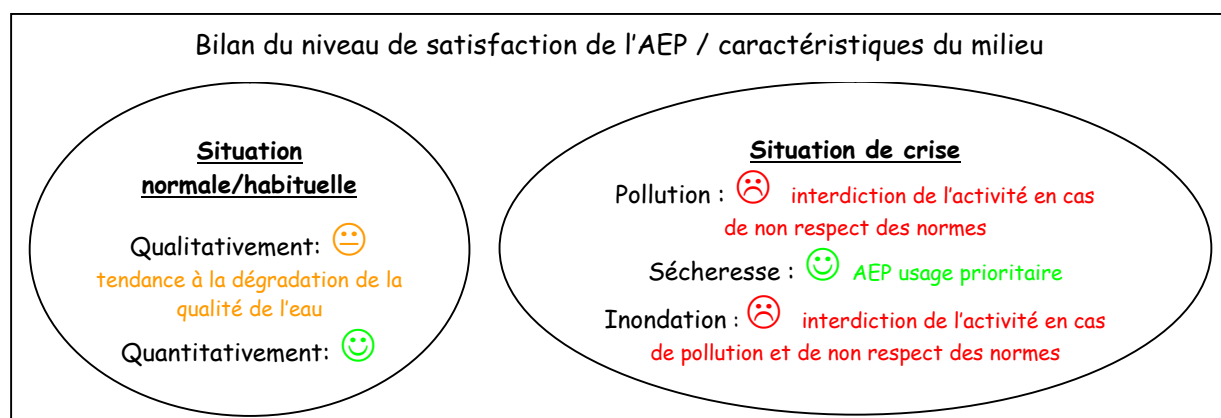 Bilan du niveau de satisfaction de l'AEP / caractéristiques du milieu
Situation
normale/habituelle
Qualitativement:
tendance à la dégradation de la
qualité de l'eau
Quantitativement:
Situation de crise
Pollution : interdiction de l'activité en cas
de non respect des normes
Sécheresse : AEP usage prioritaire
Inondation : interdiction de l'activité en cas
de pollution et de non respect des normes